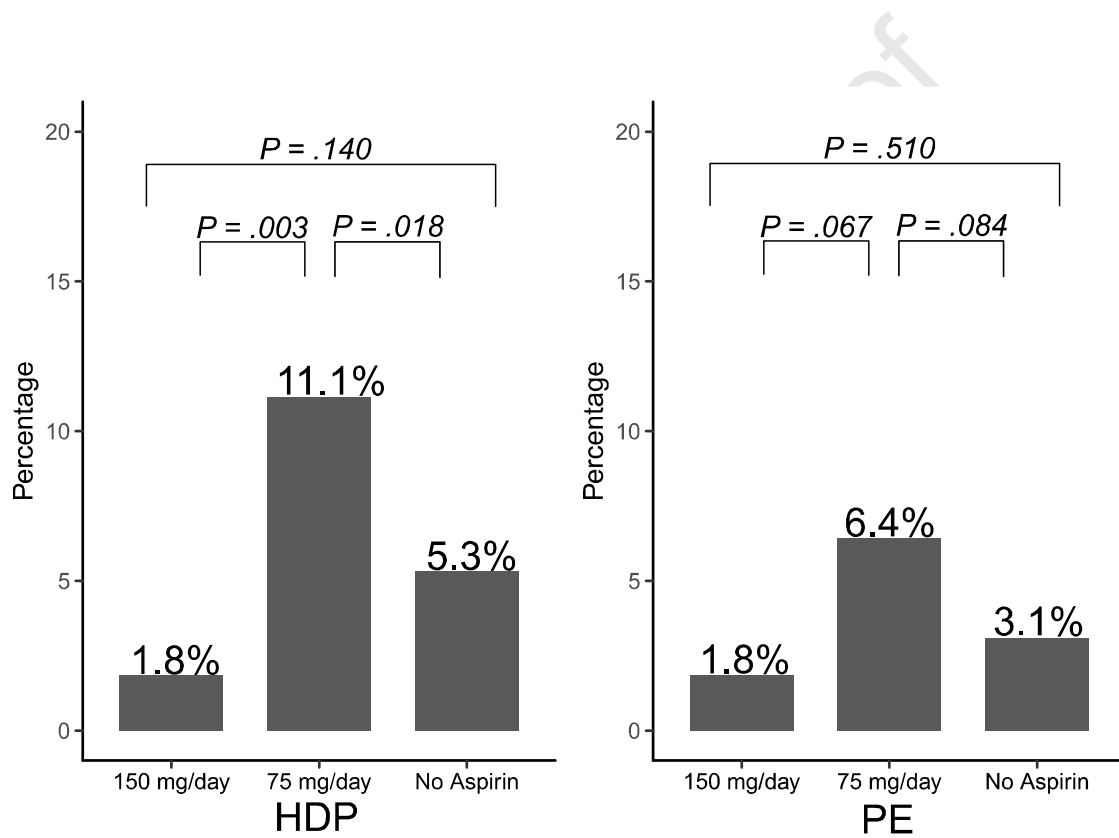 of
20
15
10
5
0
Percentage
P = .140
P = .003
P = .018
11.1%
5.3%
1.8%
150 mg/day
75 mg/day
No Aspirin
HDP
20
15
10
5
0
Percentage
P = .510
P = .067
P = .084
6.4%
3.1%
1.8%
150 mg/day
75 mg/day
No Aspirin
PE